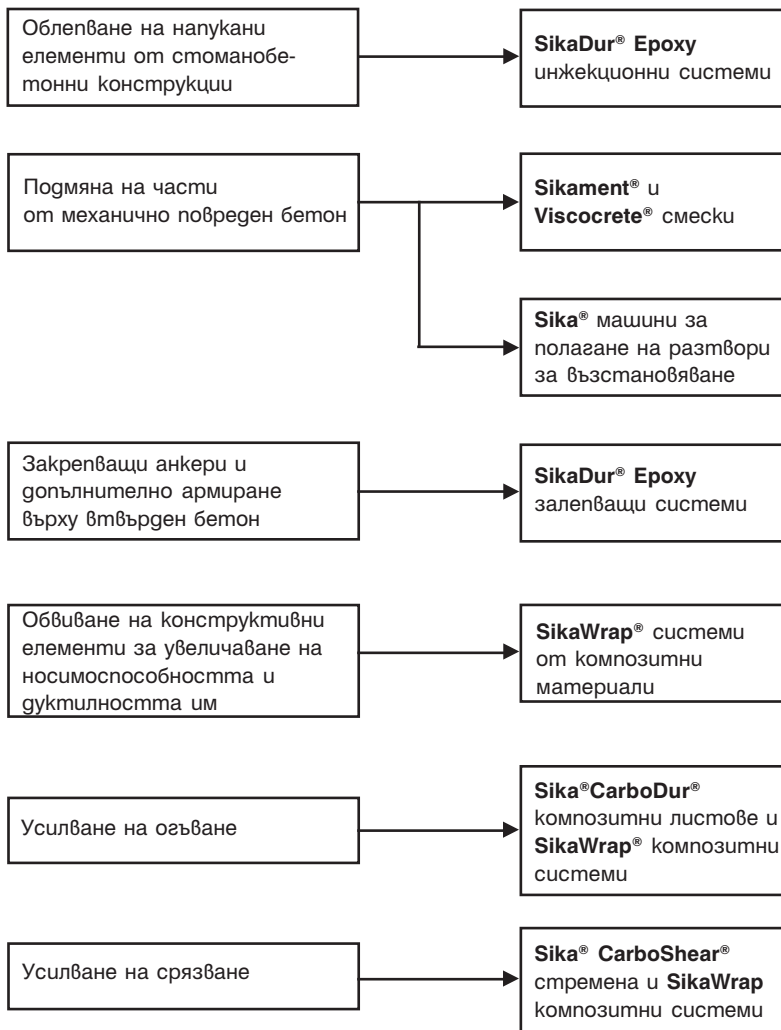 Облепване на напукани
елементи от стоманобе-
тонни конструкции
SikaDur® Epoxy
инжекционни системи
Подмяна на части
от механично повреден бетон
Sikament® и
Viscocrete® смески
Sika® машини за
полагане на разтвори
за възстановяване
Закрепващи анкери и
допълнително армиране
върху втвърден бетон
SikaDur® Epoxy
залепващи системи
Обвиване на конструктивни
елементи за увеличаване на
носимоспособността и
дуктилността им
SikaWrap® системи
от композитни
материали
Усилване на огъване
Sika®CarboDur®
композитни листове и
SikaWrap® композитни
системи
Усилване на срязване
Sika® CarboShear®
стремена и SikaWrap
композитни системи